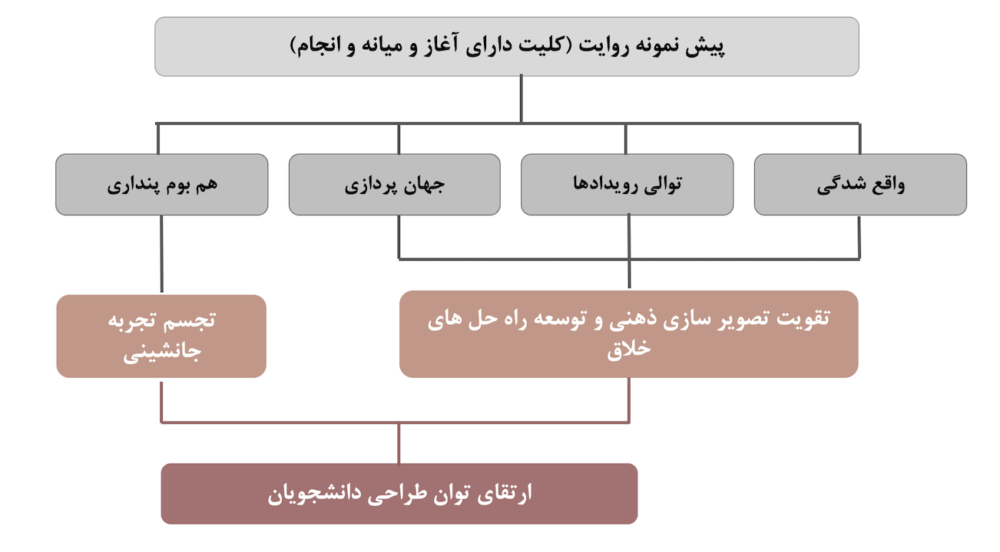 پیش نمونه روایت (کلیت دارای آغاز و میانه و انجام)
واقع شدگی
توالی رویدادها
جهان پردازی
هم بوم پنداری
تقویت تصویر سازی ذهنی و توسعه راه حل های
خلاق
تجسم تجربه
جانشینی
ارتقای توان طراحی دانشجویان